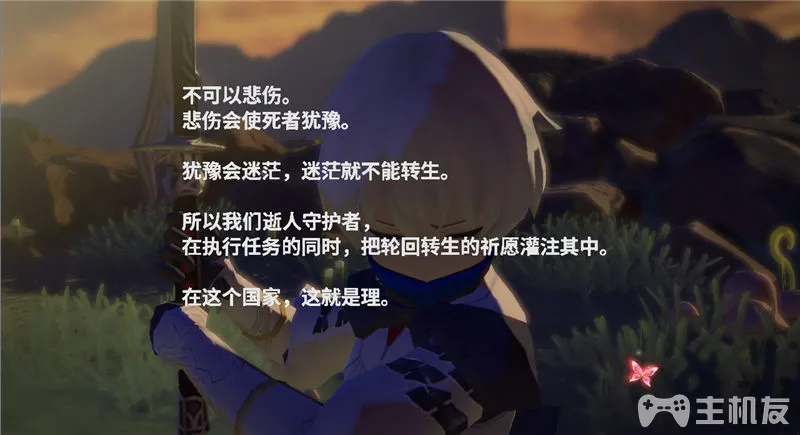 不可以悲伤。
悲伤会使死者犹豫。
犹豫会迷茫，迷茫就不能转生。
所以我们逝人守护者，
在执行任务的同时，把轮回转生的祈愿灌注其中。
在这个国家，这就是理。
主机友